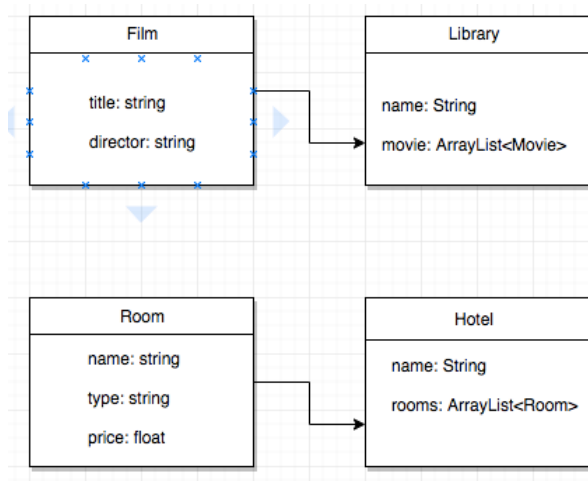 Film
title: string
director: string
Library
name: String
movie: ArrayList<Movie>
Room
name: string
type: string
price: float
Hotel
name: String
rooms: ArrayList<Room>